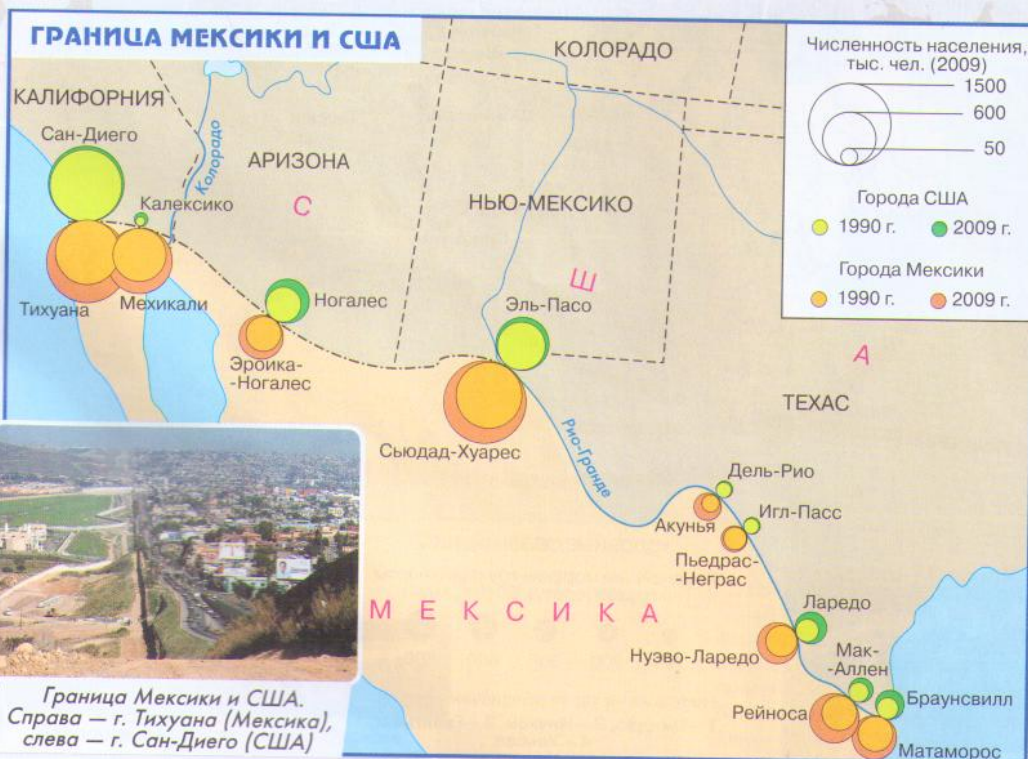 ГРАНИЦА МЕКСИКИ И США
КОЛОРАДО
Численность населения,
тыс. чел. (2009)
1500
600
50
Города США
1990 г.
2009 г.
Города Мексики
1990 г.
2009 г.
КАЛИФОРНИЯ
Сан-Диего
Колорадо
АРИЗОНА
Калексико
С
НЬЮ-МЕКСИКО
Ш
А
Тихуана
Мехикали
Ногалес
Эройка-
-Ногалес
Эль-Пасо
ТЕХАС
Сьюдад-Хуарес
Рио-Гранде
Дель-Рио
Акунья
Игл-Пасс
Пьедрас-
-Неграс
МЕКСИКА
Ларедо
Нуэво-Ларедо
Мак-
-Аллен
Рейноса
Браунсвилл
Матаморос
Граница Мексики и США.
Справа — г. Тихуана (Мексика),
слева — г. Сан-Диего (США)